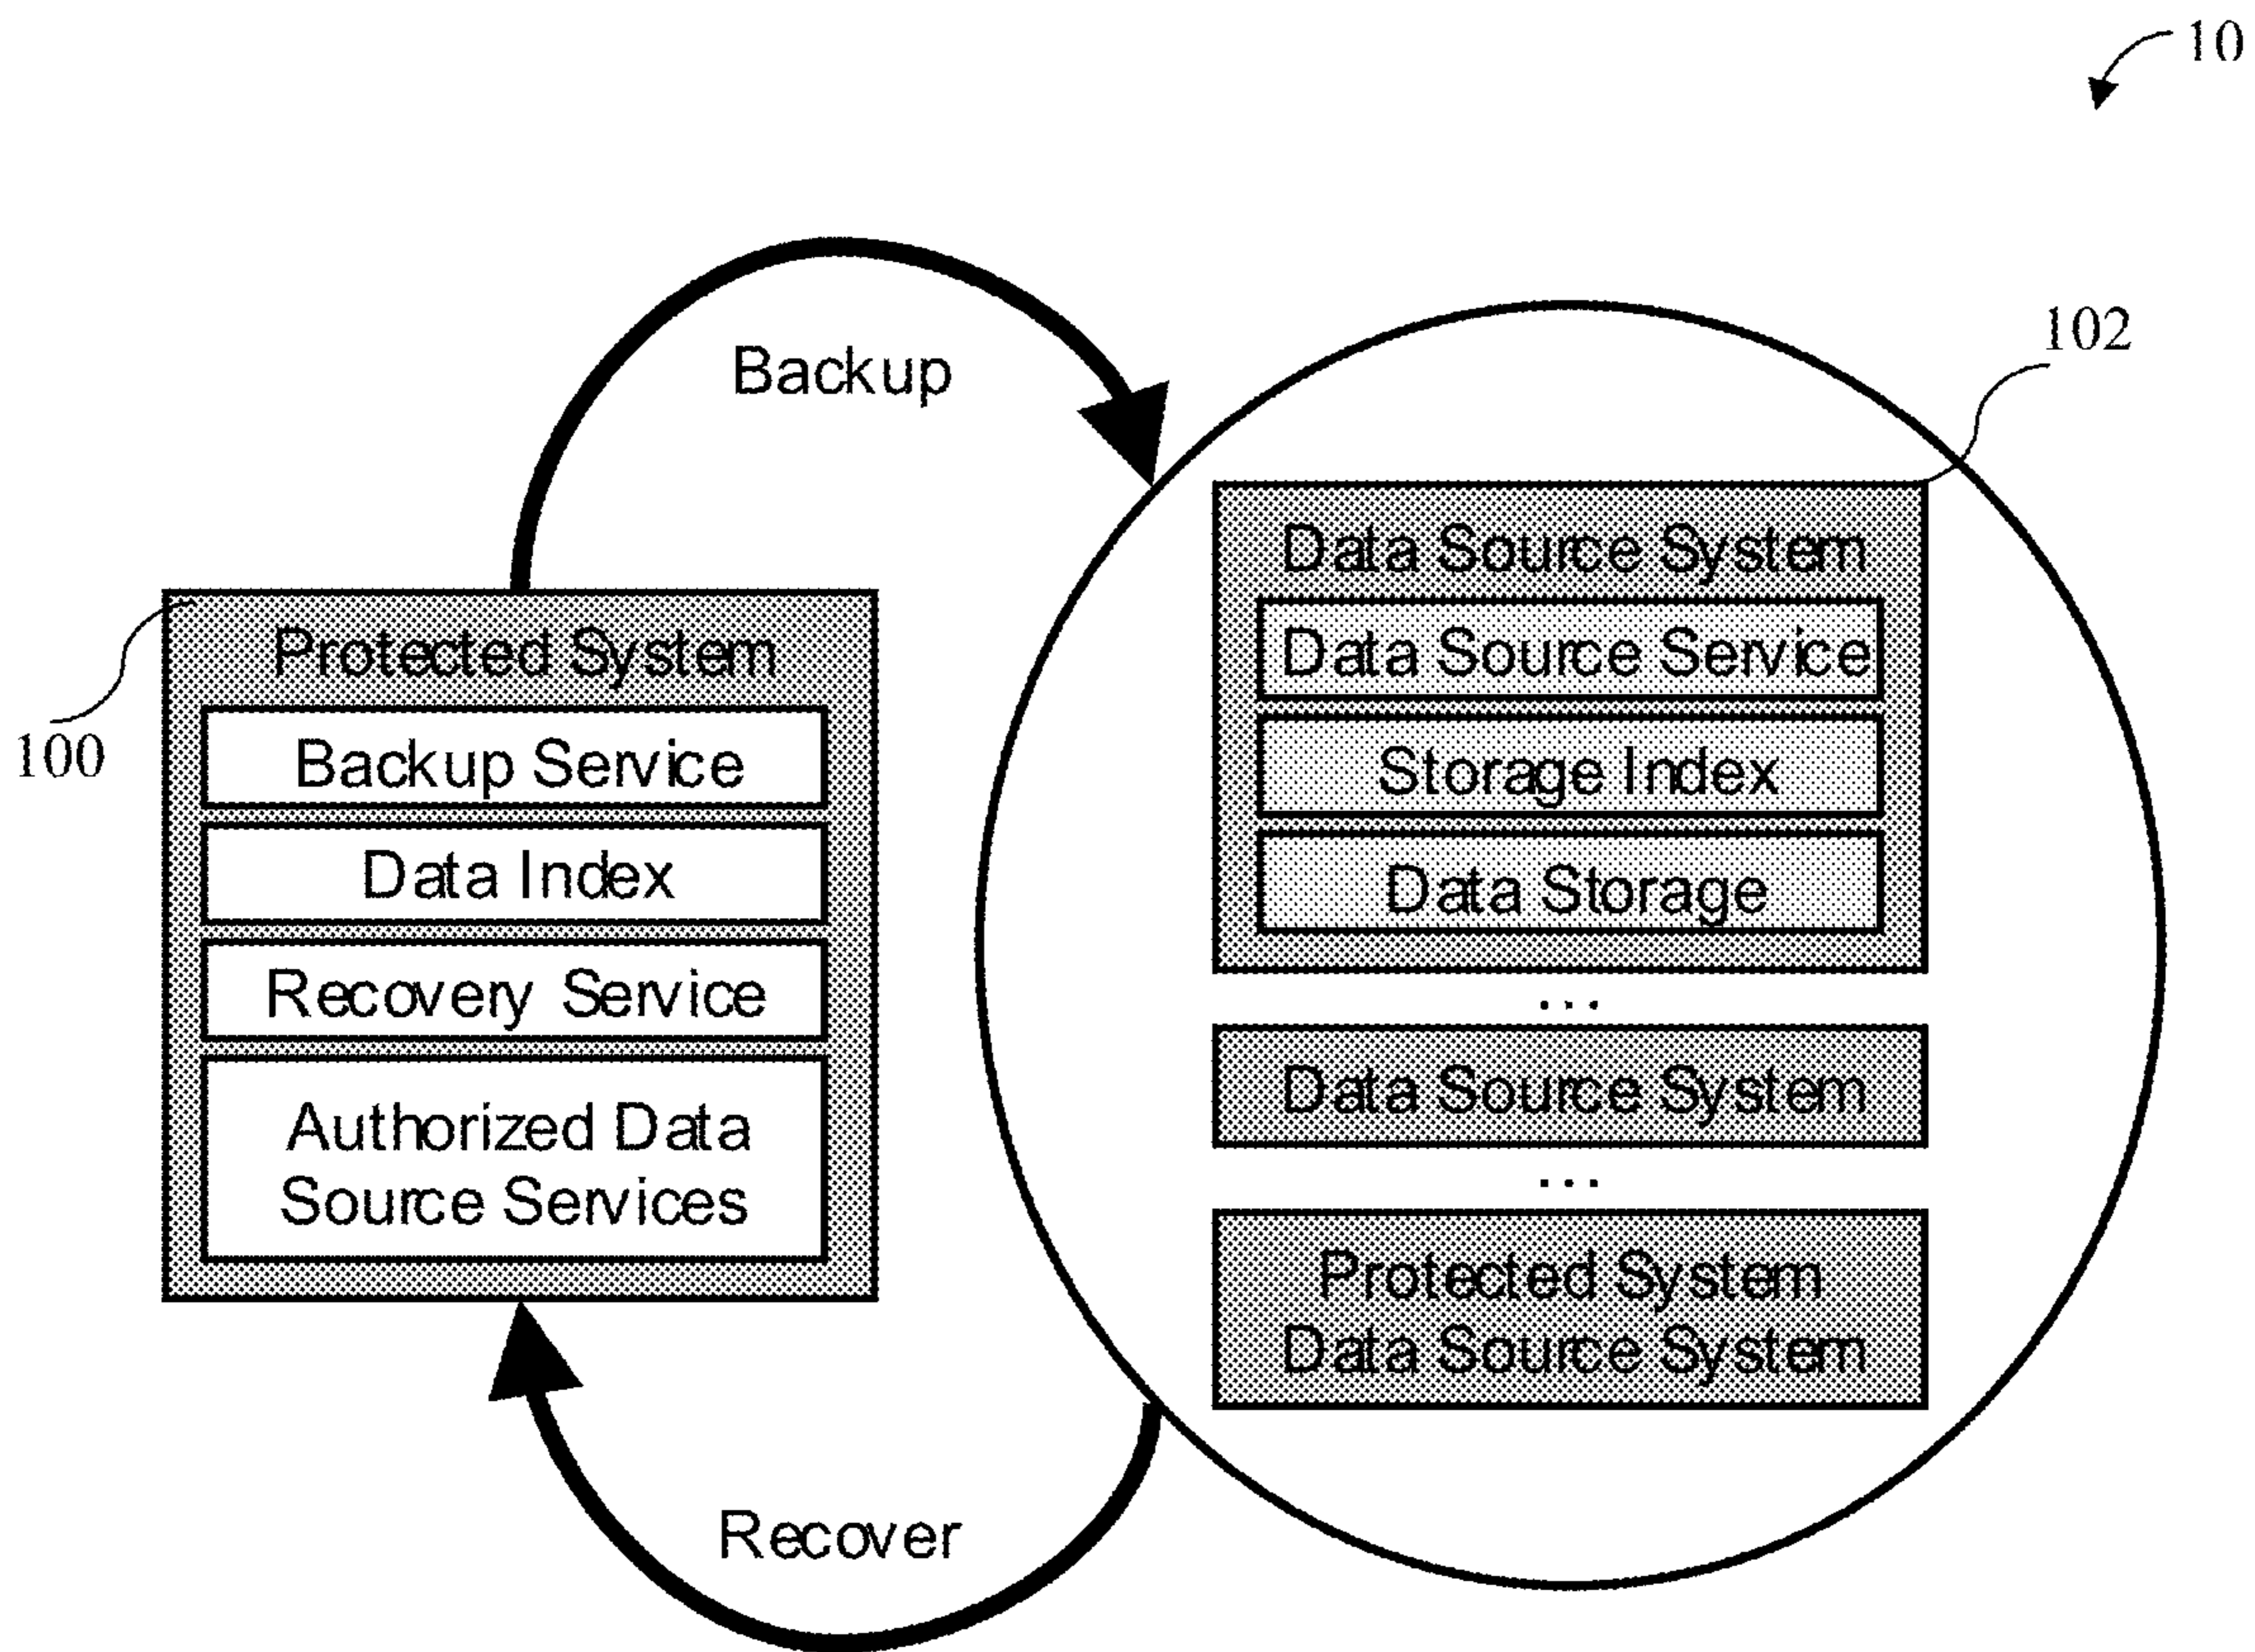 10
Backup
102
Data Source System
Data Source Service
Storage Index
Data Storage
...
Data Source System
...
Protected System
Data Source System
100
Protected System
Backup Service
Data Index
Recovery Service
Authorized Data
Source Services
Recover